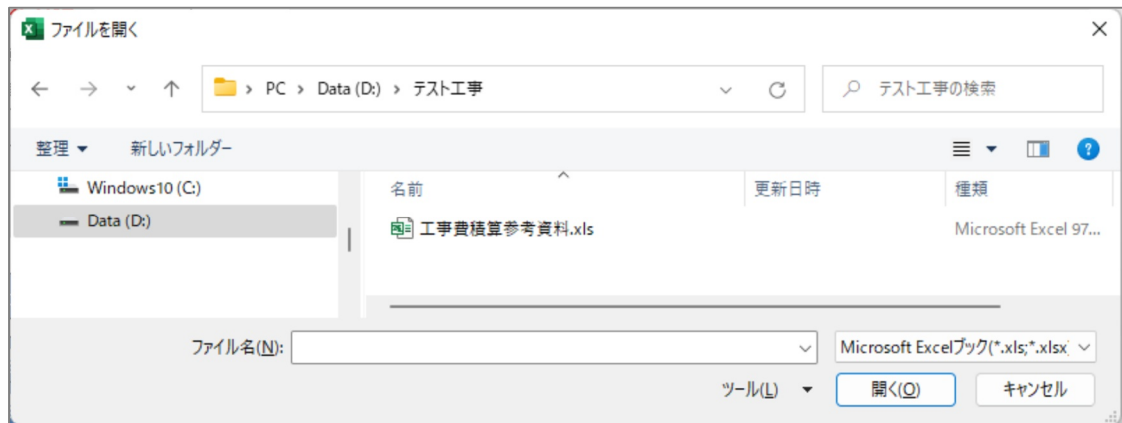 ファイルを開く
PC > Data (D:) > テスト工事
テスト工事の検索
整理 新しいフォルダー
Windows10 (C:)
Data (D:)
名前 更新日時 種類
工事費積算参考資料.xls Microsoft Excel 97...
ファイル名(N): Microsoft Excelブック(*.xls;*.xlsx
ツール(L) 開く(O) キャンセル